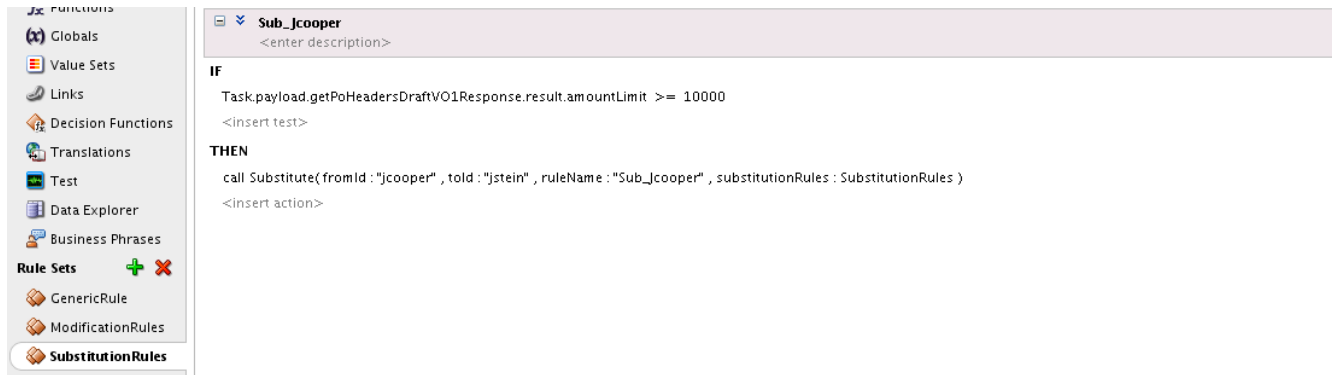 Functions
(x) Globals
Value Sets
Links
Decision Functions
Translations
Test
Data Explorer
Business Phrases
Rule Sets
GenericRule
ModificationRules
SubstitutionRules
Sub_Jcooper
<enter description>
IF
Task.payload.getPoHeadersDraftVO1Response.result.amountLimit >= 10000
<insert test>
THEN
call Substitute( fromId : "jcooper" , toId : "jstein" , ruleName : "Sub_Jcooper" , substitutionRules : SubstitutionRules )
<insert action>